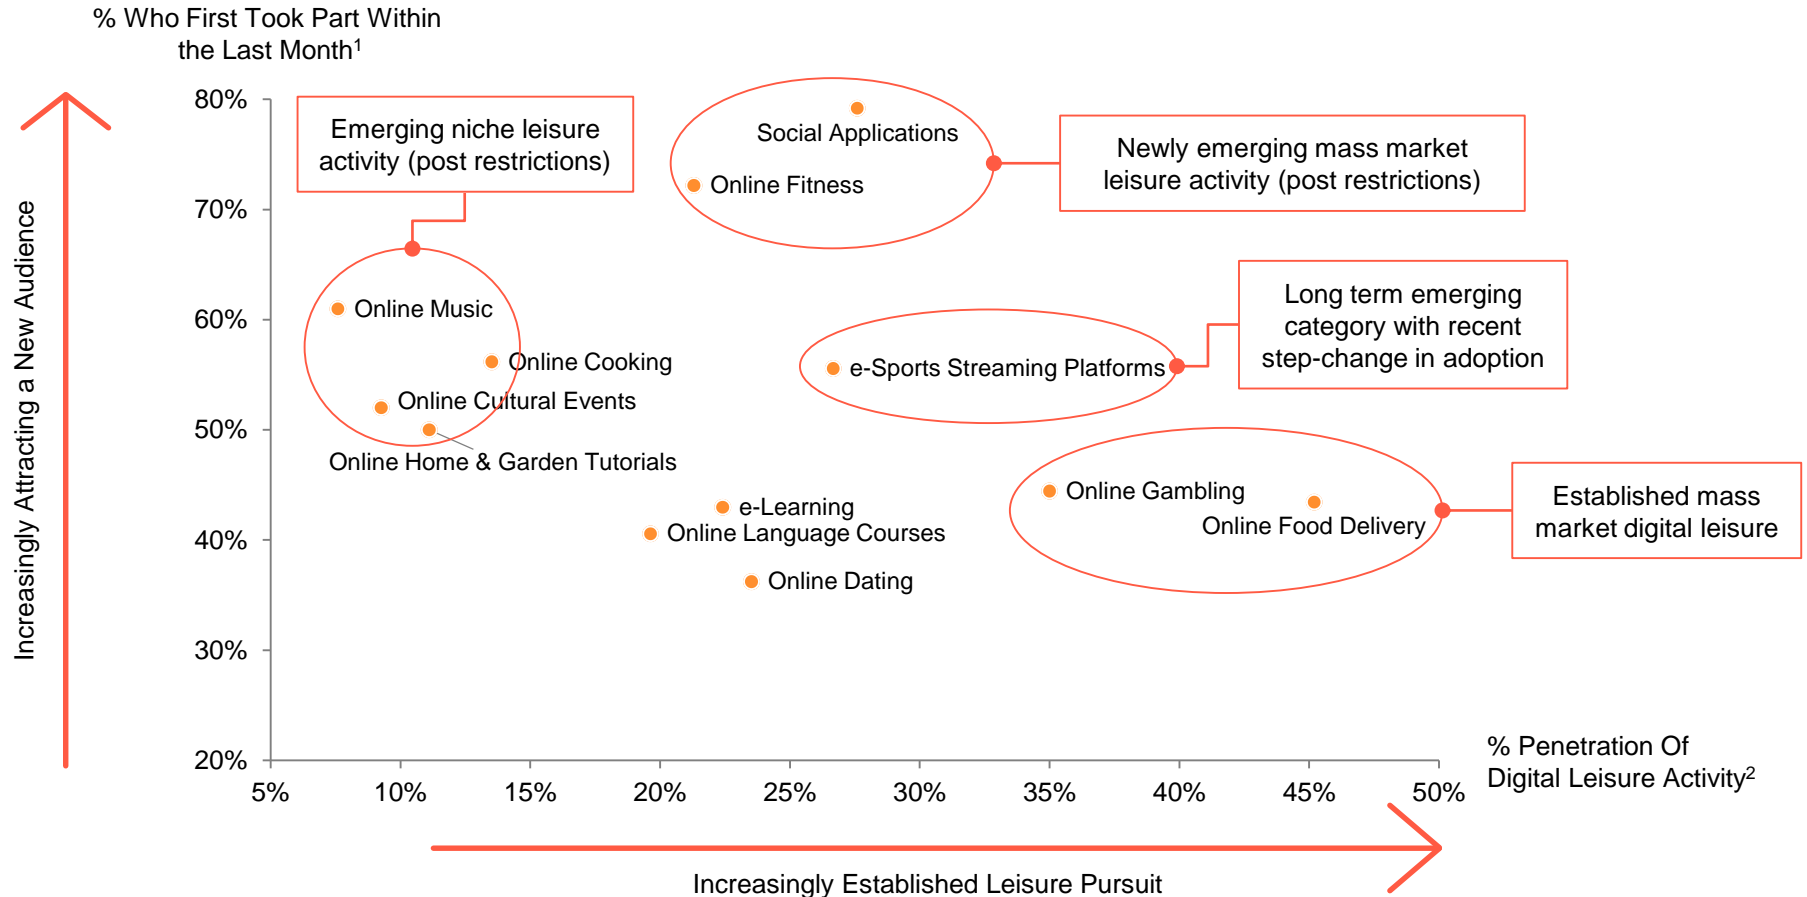 % Who First Took Part Within
the Last Month1
Increasingly Attracting a New Audience
80%
70%
60%
50%
40%
30%
20%
Emerging niche leisure
activity (post restrictions)
Social Applications
Online Fitness
Newly emerging mass market
leisure activity (post restrictions)
Online Music
Online Cooking
Online Cultural Events
Online Home & Garden Tutorials
Long term emerging
category with recent
step-change in adoption
e-Sports Streaming Platforms
e-Learning
Online Language Courses
Online Dating
Online Gambling
Online Food Delivery
Established mass
market digital leisure
5%
10%
15%
20%
25%
30%
35%
40%
45%
50%
% Penetration Of
Digital Leisure Activity2
Increasingly Established Leisure Pursuit